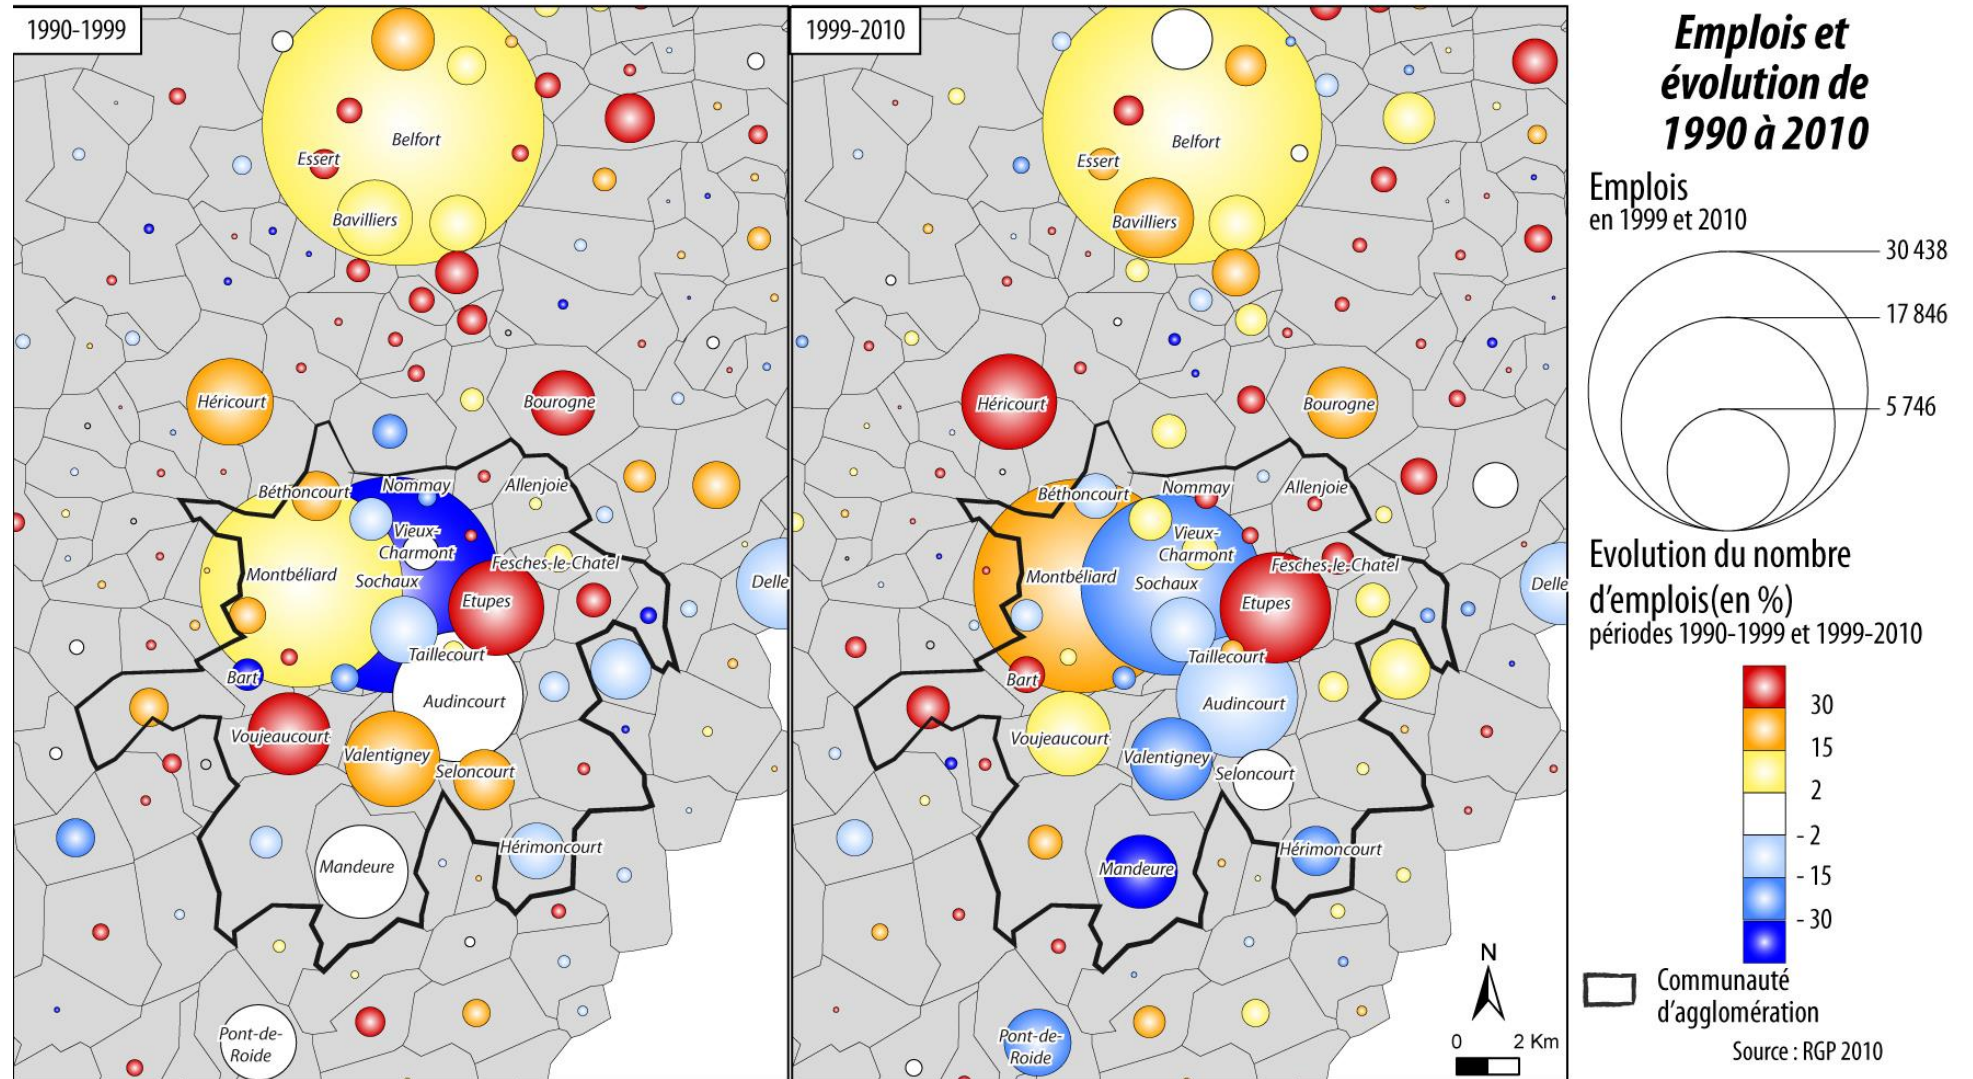 1990-1999
Belfort
Essert
Bavilliers
Héricourt
Bourogne
Béthoncourt
Nommay
Allenjoie
Vieux-
Charmont
Fesches-le-Chatel
Montbéliard
Sochaux
Delle
Etupes
Taillecourt
Bart
Audincourt
Voujeaucourt
Valentigney
Seloncourt
Hérimoncourt
Mandeure
Pont-de-
Roide
1999-2010
Belfort
Essert
Bavilliers
Héricourt
Bourogne
Béthoncourt
Nommay
Allenjoie
Vieux-
Charmont
Fesches-le-Chatel
Montbéliard
Sochaux
Delle
Etupes
Taillecourt
Bart
Audincourt
Voujeaucourt
Valentigney
Seloncourt
Hérimoncourt
Mandeure
Pont-de-
Roide
N
0 2 Km
Emplois et
évolution de
1990 à 2010
Emplois
en 1999 et 2010
30 438
17 846
5 746
Evolution du nombre
d'emplois(en %)
périodes 1990-1999 et 1999-2010
30
15
2
- 2
- 15
- 30
Communauté
d'agglomération
Source : RGP 2010